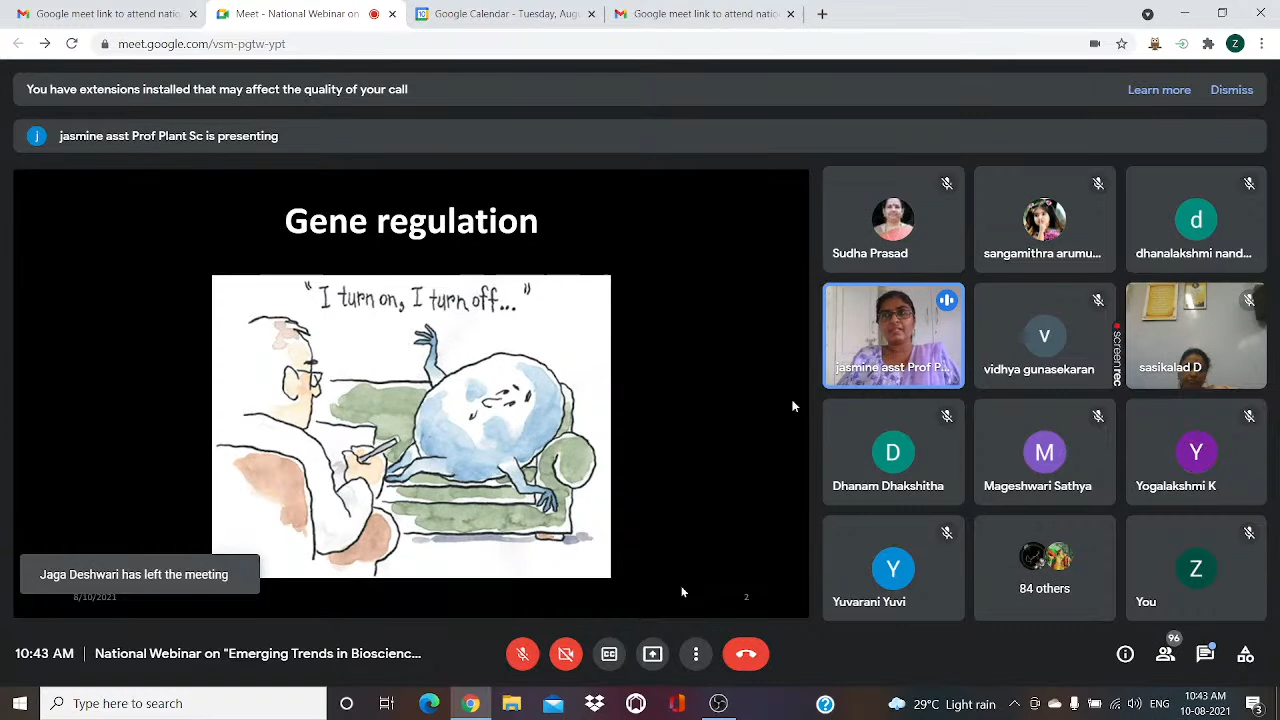 Google meet link to attend nationa
Meet - National Webinar on
Google Calendar - Tuesday, Augu
Google meet link to attend natio
meet.google.com/vsm-pgtw-ypt
Z
You have extensions installed that may affect the quality of your call
Learn more
Dismiss
j
jasmine asst Prof Plant Sc is presenting
Gene regulation
" I turn on, I turn off... "
8/10/2021
2
Jaga Deshwari has left the meeting
Sudha Prasad
sangamithra arumu...
d
dhanalakshmi nand...
jasmine asst Prof P...
v
vidhya gunasekaran
screenrec
sasikalad D
D
Dhanam Dhakshitha
M
Mageshwari Sathya
Y
Yogalakshmi K
Y
Yuvarani Yuvi
84 others
Z
You
10:43 AM | National Webinar on "Emerging Trends in Bioscienc...
96
Type here to search
29°C Light rain
ENG
10:43 AM
10-08-2021